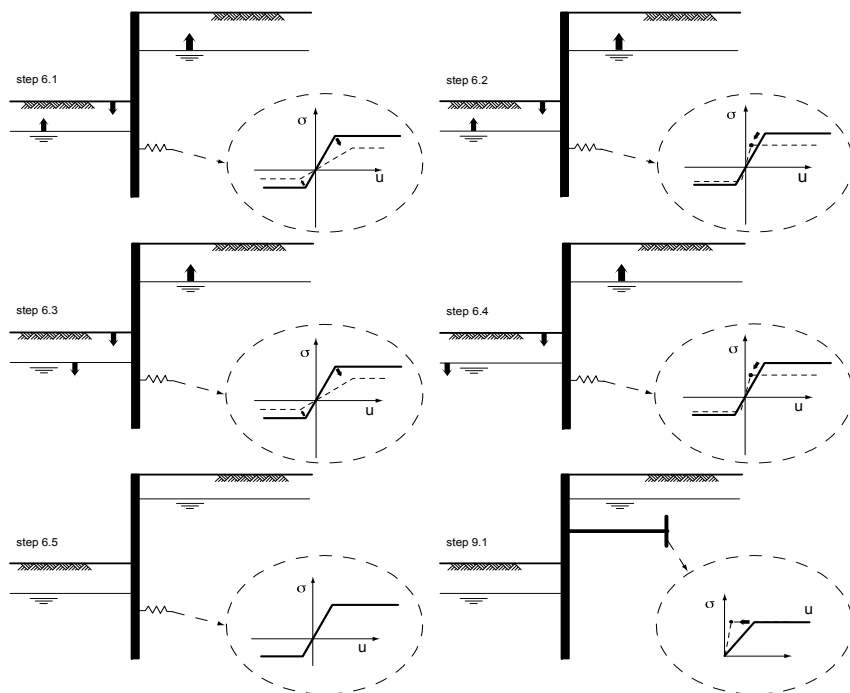 step 6.1
σ
u
step 6.2
σ
u
step 6.3
σ
u
step 6.4
σ
u
step 6.5
σ
u
step 9.1
σ
u